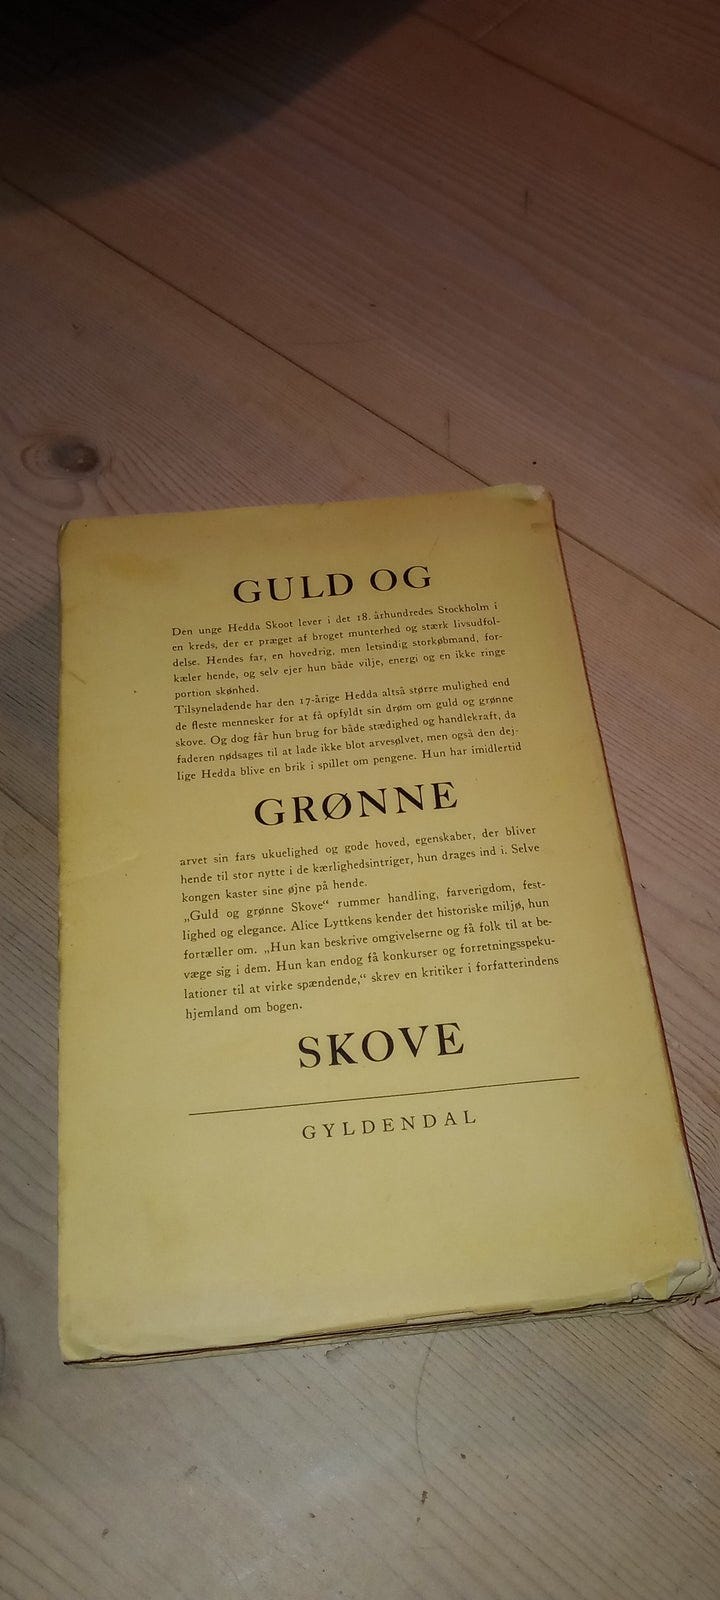 GULD OG
Den unge Hedda Skoot lever i det 18. århundredes Stockholm i
en kreds, der er præget af broget munterhed og stærk livsudfol-
delse. Hendes far, en hovedrig, men letsindig storkøbmand, for-
kæler hende, og selv ejer hun både vilje, energi og en ikke ringe
portion skønhed.
Tilsyneladende har den 17-årige Hedda altså større mulighed end
de fleste mennesker for at få opfyldt sin drøm om guld og grønne
skove. Og dog får hun brug for både stædighed og handlekraft, da
faderen nødsages til at lade ikke blot arvesølvet, men også den dej-
lige Hedda blive en brik i spillet om pengene. Hun har imidlertid
GRØNNE
arvet sin fars ukuelighed og gode hoved, egenskaber, der bliver
hende til stor nytte i de kærlighedsintriger, hun drages ind i. Selve
kongen kaster sine øjne på hende.
„Guld og grønne Skove“ rummer handling, farverigdom, fest-
lighed og elegance. Alice Lyttkens kender det historiske miljø, hun
fortæller om. „Hun kan beskrive omgivelserne og få folk til at be-
væge sig i dem. Hun kan endog få konkurser og forretningsspeku-
lationer til at virke spændende,“ skrev en kritiker i forfatterindens
hjemland om bogen.
SKOVE
GYLDENDAL